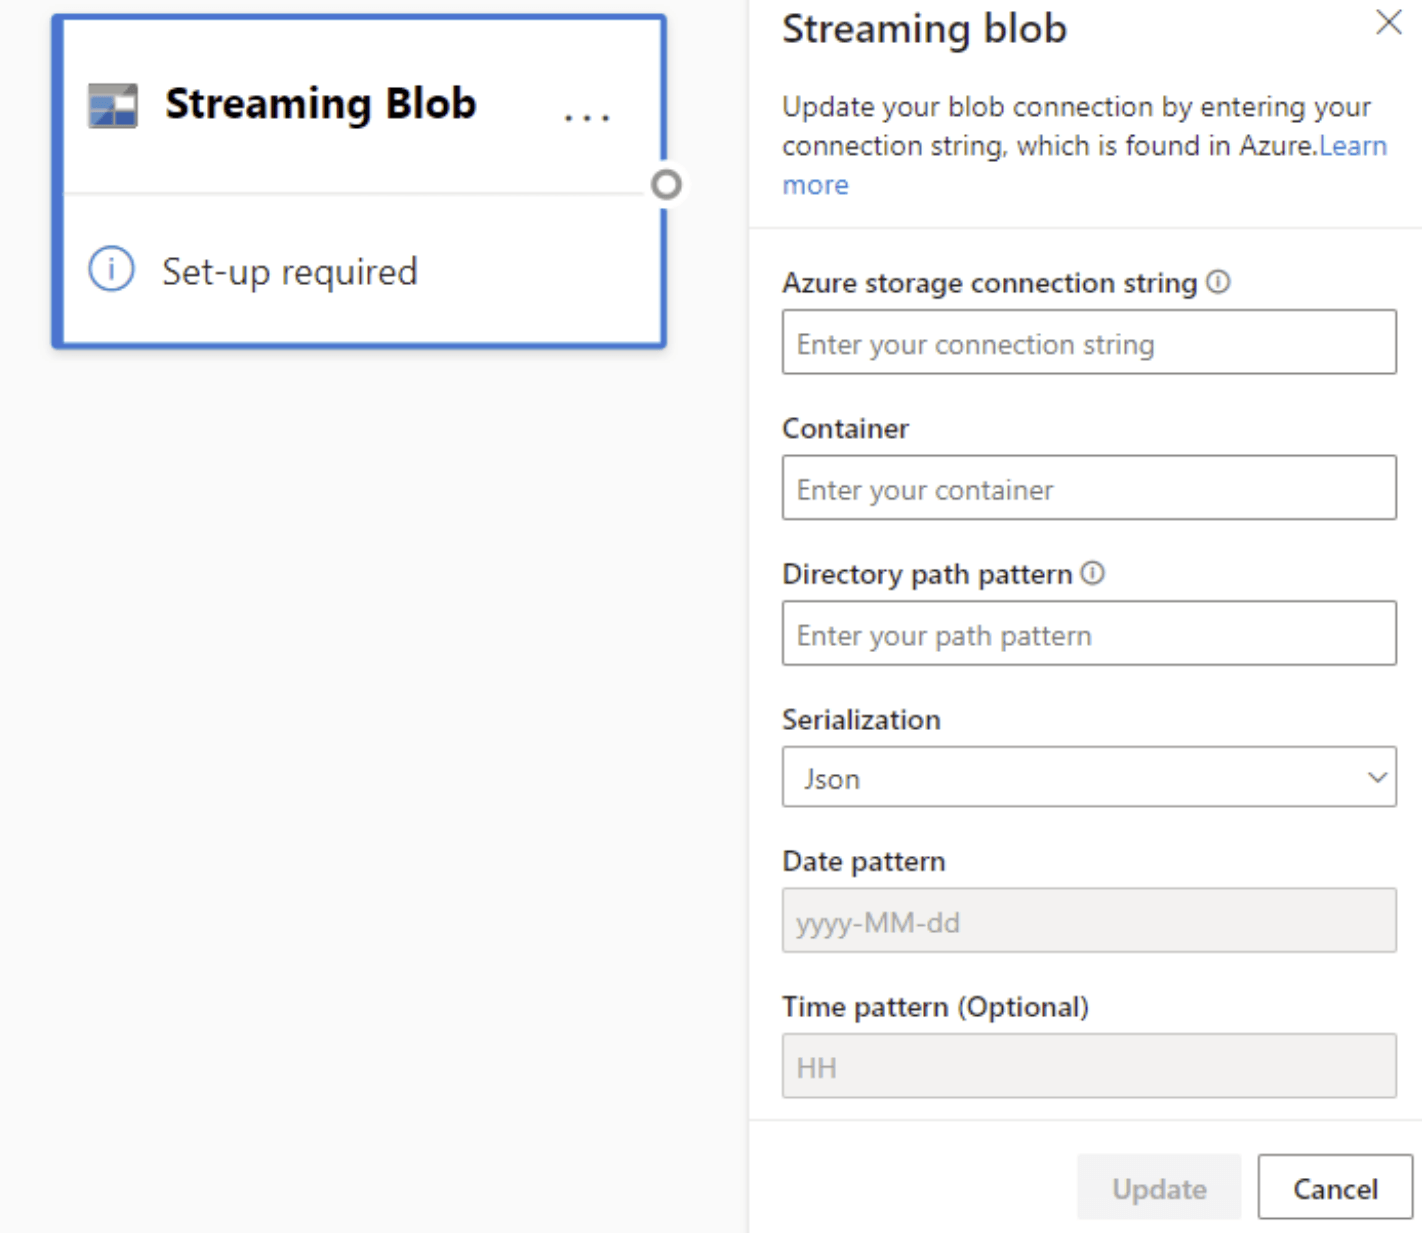 Streaming Blob
...
Set-up required
Streaming blob
Update your blob connection by entering your
connection string, which is found in Azure.Learn
more
Azure storage connection string
Enter your connection string
Container
Enter your container
Directory path pattern
Enter your path pattern
Serialization
Json
Date pattern
yyyy-MM-dd
Time pattern (Optional)
HH
Update
Cancel